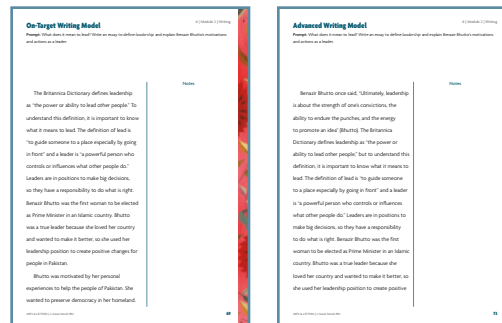 On-Target Writing Model
6 | Module 2 | Writing
Prompt: What does it mean to lead? Write an essay to define leadership and explain Benazir Bhutto's motivations
and actions as a leader.
Notes
The Britannica Dictionary defines leadership
as "the power or ability to lead other people." To
understand this definition, it is important to know
what it means to lead. The definition of lead is
"to guide someone to a place especially by going
in front" and a leader is "a powerful person who
controls or influences what other people do."
Leaders are in positions to make big decisions,
so they have a responsibility to do what is right.
Benazir Bhutto was the first woman to be elected
as Prime Minister in an Islamic country. Bhutto
was a true leader because she loved her country
and wanted to make it better, so she used her
leadership position to create positive changes for
people in Pakistan.
Bhutto was motivated by her personal
experiences to help the people of Pakistan. She
wanted to preserve democracy in her homeland.
69
Advanced Writing Model
6 | Module 2 | Writing
Prompt: What does it mean to lead? Write an essay to define leadership and explain Benazir Bhutto's motivations
and actions as a leader.
Notes
Benazir Bhutto once said, "Ultimately, leadership
is about the strength of one's convictions, the
ability to endure the punches, and the energy
to promote an idea" (Bhutto). The Britannica
Dictionary defines leadership as "the power or
ability to lead other people," but to understand this
definition, it is important to know what it means to
lead. The definition of lead is "to guide someone
to a place especially by going in front" and a leader
is "a powerful person who controls or influences
what other people do." Leaders are in positions to
make big decisions, so they have a responsibility
to do what is right. Benazir Bhutto was the first
woman to be elected as Prime Minister in an Islamic
country. Bhutto was a true leader because she
loved her country and wanted to make it better, so
she used her leadership position to create positive